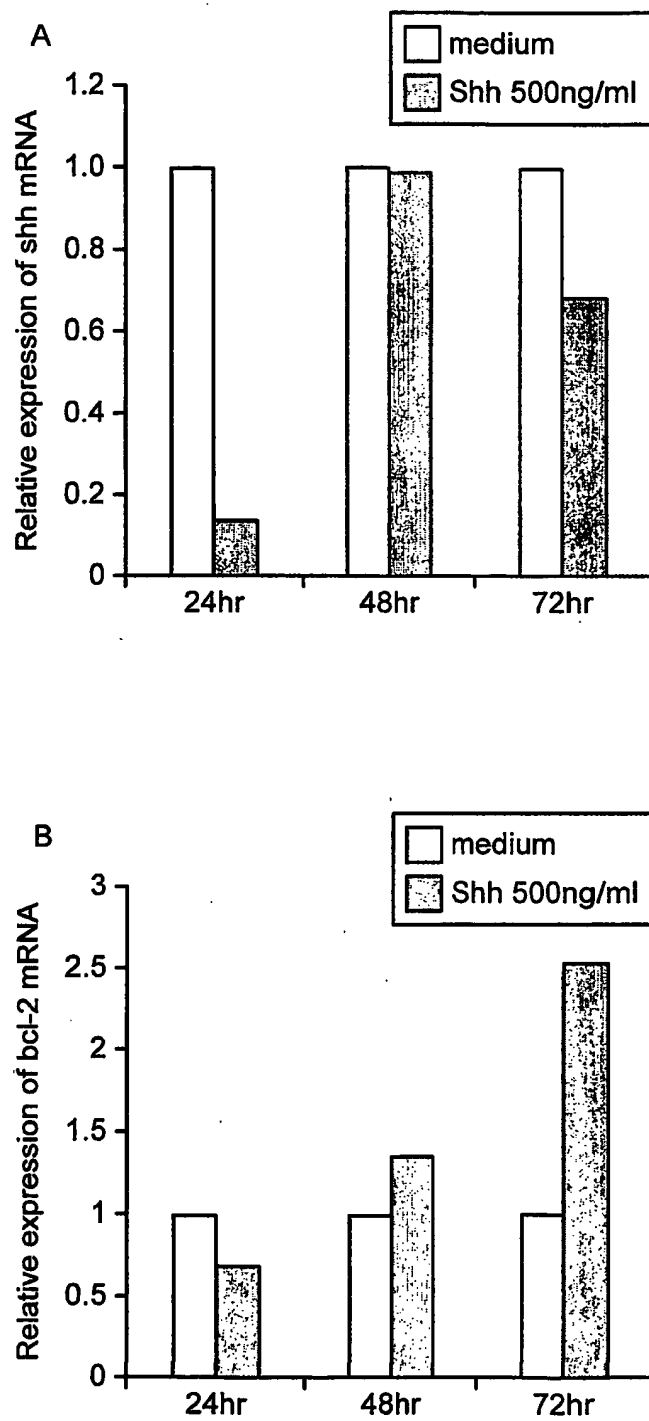 A
medium
Shh 500ng/ml
Relative expression of shh mRNA
1.2
1.0
0.8
0.6
0.4
0.2
0
24hr
48hr
72hr
B
medium
Shh 500ng/ml
Relative expression of bcl-2 mRNA
3
2.5
2
1.5
1
0.5
0
24hr
48hr
72hr